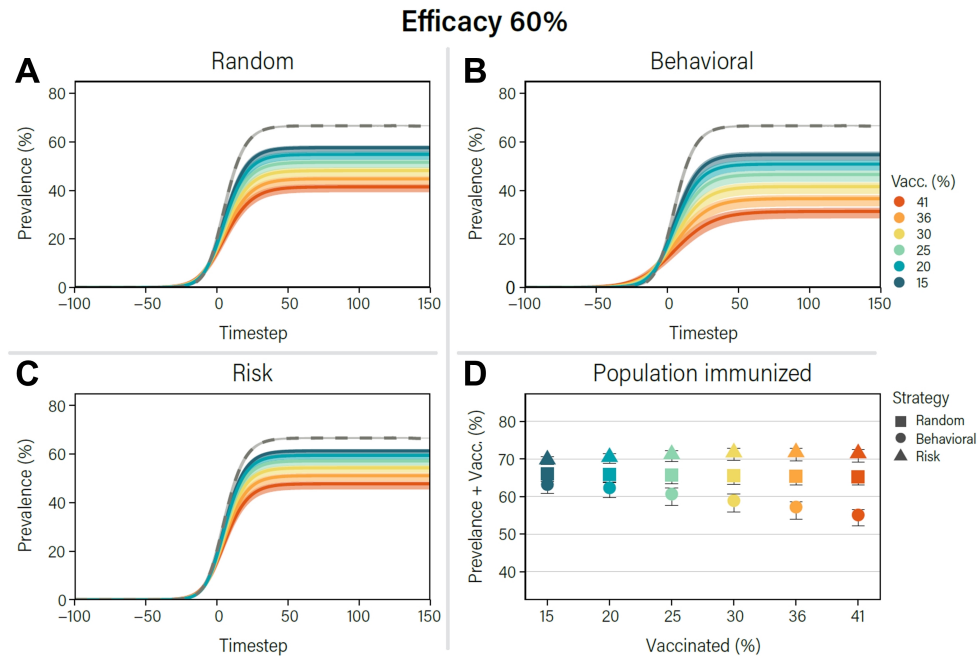 Efficacy 60%
A
Random
Prevalence (%)
80
60
40
20
0
−100
−50
0
50
100
150
Timestep
B
Behavioral
Prevalence (%)
80
60
40
20
0
−100
−50
0
50
100
150
Timestep
Vacc. (%)
41
36
30
25
20
15
C
Risk
Prevalence (%)
80
60
40
20
0
−100
−50
0
50
100
150
Timestep
D
Population immunized
Prevelance + Vacc. (%)
80
70
60
50
40
15
20
25
30
36
41
Vaccinated (%)
Strategy
Random
Behavioral
Risk